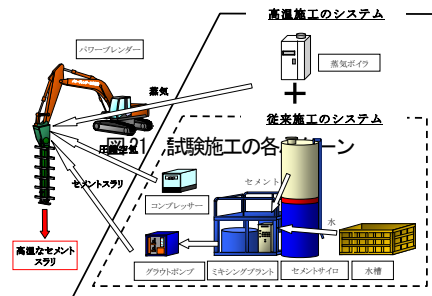 高温施工のシステム
パワーブレンダー
蒸気
蒸気ボイラ
+
従来施工のシステム
図21 試験施工の各パターン
セメント
セメントスラリ
コンプレッサー
水
高温なセメント
スラリ
グラウトポンプ
ミキシングプラント
セメントサイロ
水槽